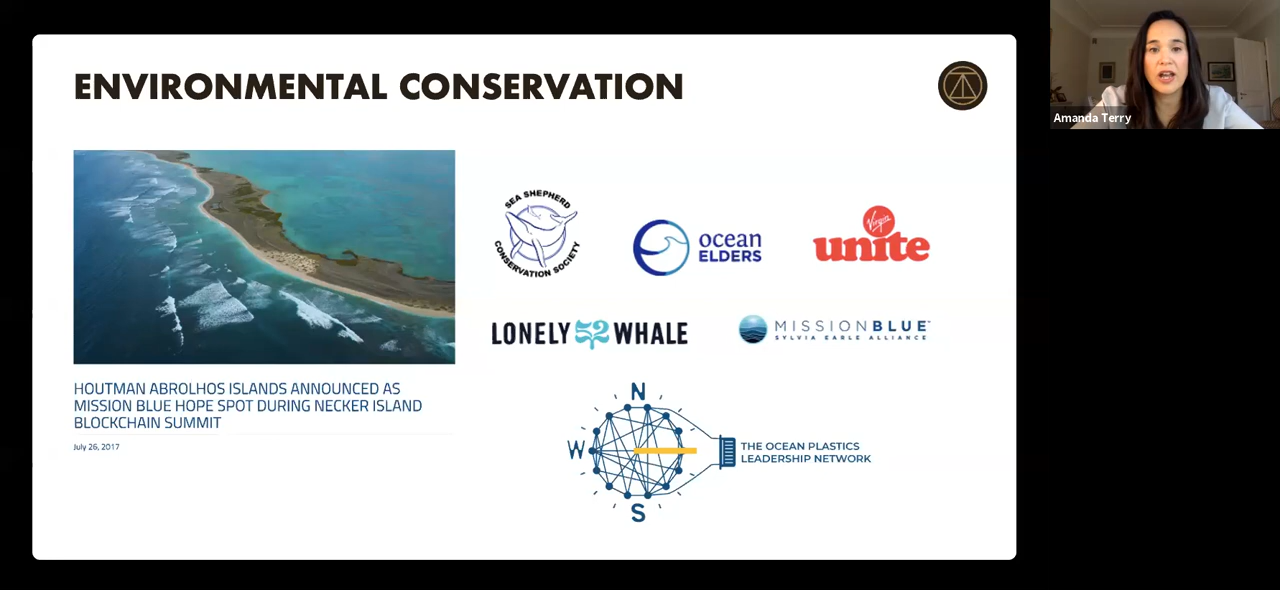 ENVIRONMENTAL CONSERVATION
Amanda Terry
SEA SHEPHERD
CONSERVATION SOCIETY
ocean
ELDERS
Virgin
unite
LONELY 52 WHALE
MISSIONBLUE™
SYLVIA EARLE ALLIANCE
HOUTMAN ABROLHOS ISLANDS ANNOUNCED AS
MISSION BLUE HOPE SPOT DURING NECKER ISLAND
BLOCKCHAIN SUMMIT
July 26, 2017
N
W
S
THE OCEAN PLASTICS
LEADERSHIP NETWORK